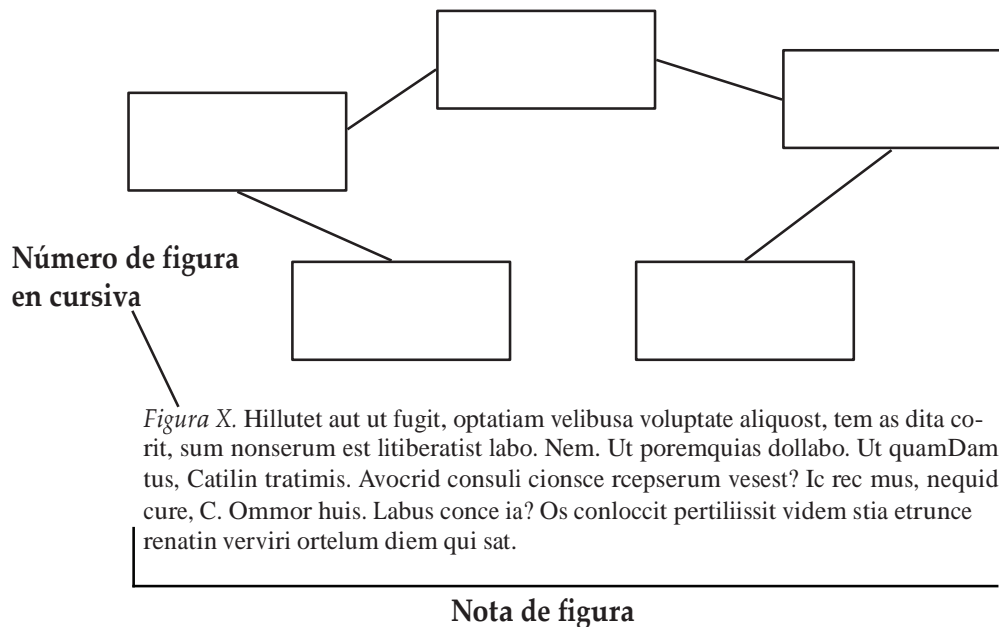 Número de figura
en cursiva
Figura X. Hillutet aut ut fugit, optatiam velibusa voluptate aliquost, tem as dita co-
rit, sum nonserum est litiberatist labo. Nem. Ut poremquias dollabo. Ut quamDam
tus, Catilin tratimis. Avocrid consuli cionsce rcepserum vesest? Ic rec mus, nequid
cure, C. Ommor huis. Labus conce ia? Os conloccit pertiliissit videm stia etrunce
renatin verviri ortelum diem qui sat.
Nota de figura